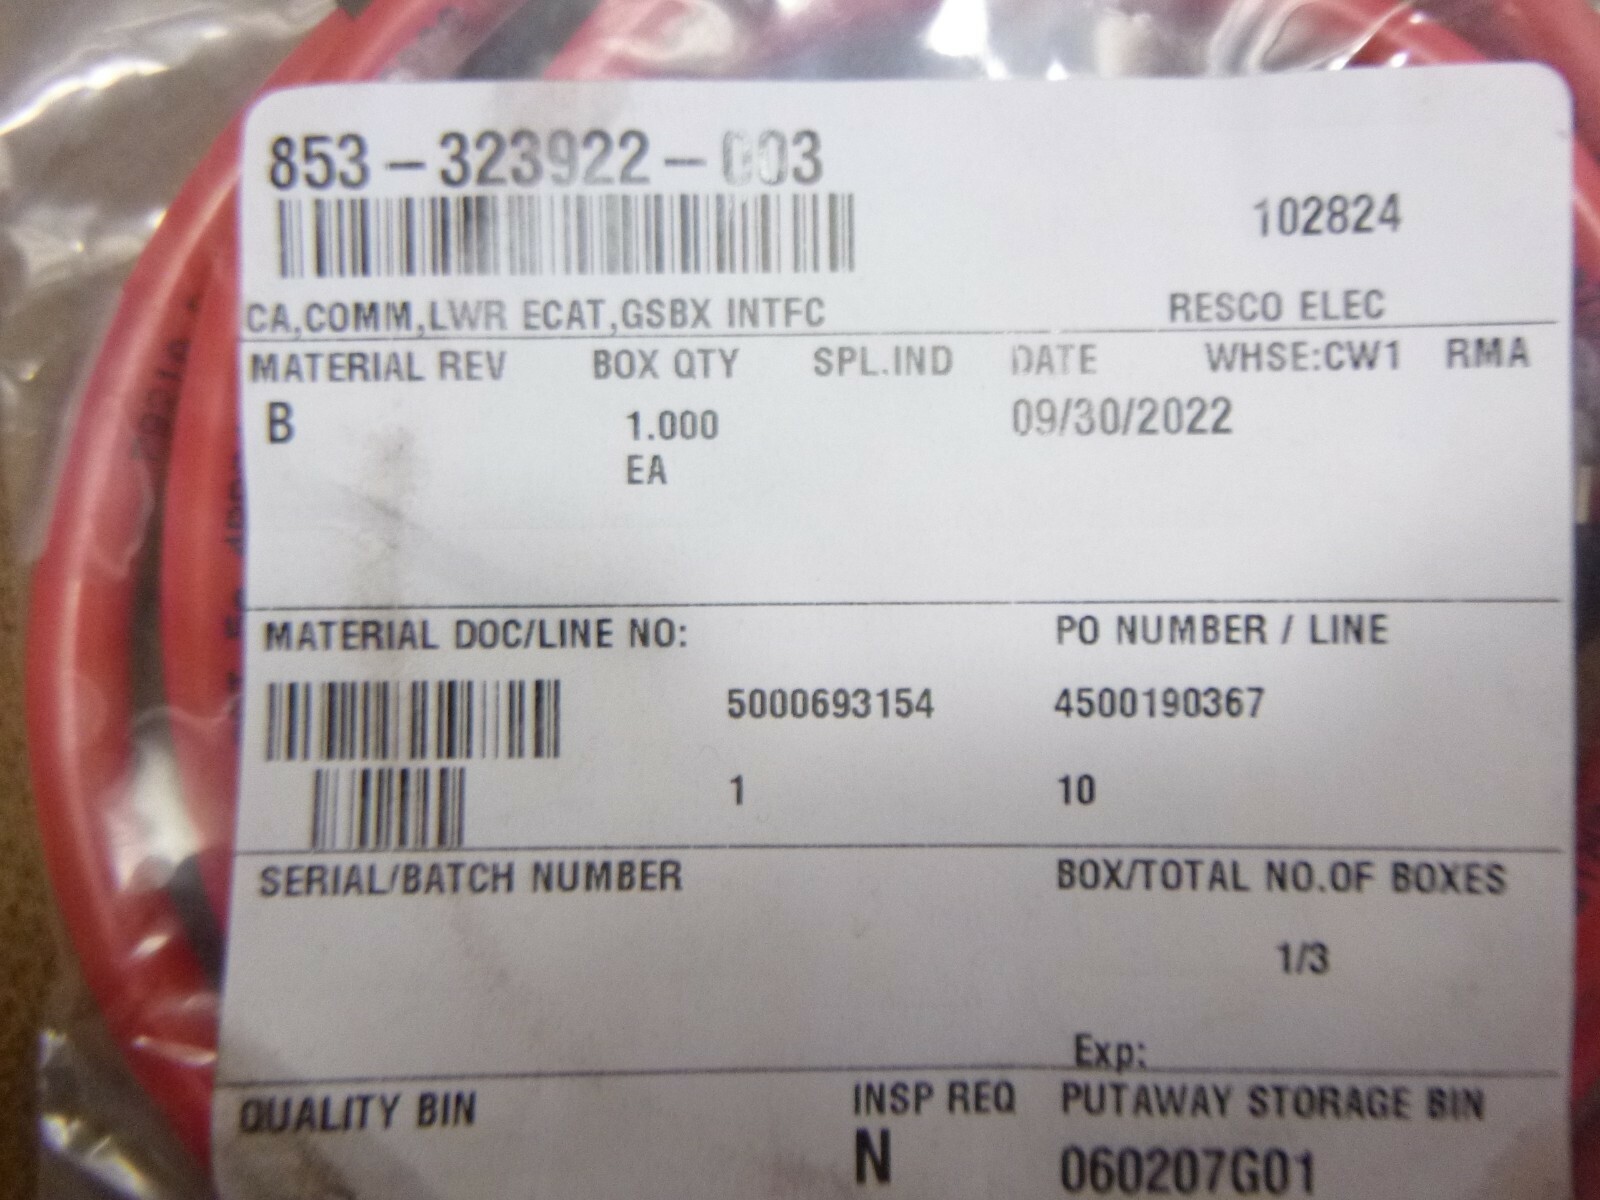 853-323922-003
102824
CA,COMM,LWR ECAT,GSBX INTFC RESCO ELEC
MATERIAL REV BOX QTY SPL.IND DATE WHSE:CW1 RMA
B 1.000 09/30/2022
EA
MATERIAL DOC/LINE NO: PO NUMBER / LINE
5000693154 4500190367
1 10
SERIAL/BATCH NUMBER BOX/TOTAL NO.OF BOXES
1/3
Exp:
QUALITY BIN INSP REQ PUTAWAY STORAGE BIN
N 060207G01